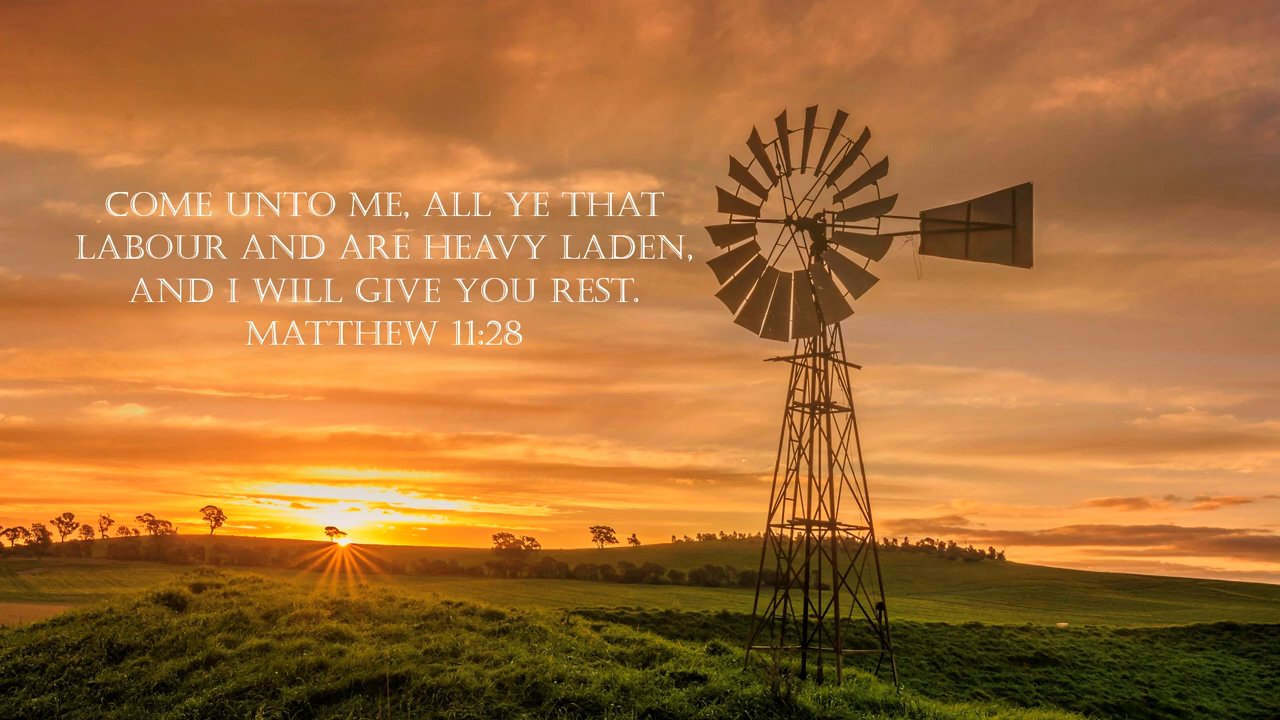 COME UNTO ME, ALL YE THAT
LABOUR AND ARE HEAVY LADEN,
AND I WILL GIVE YOU REST.
MATTHEW 11:28